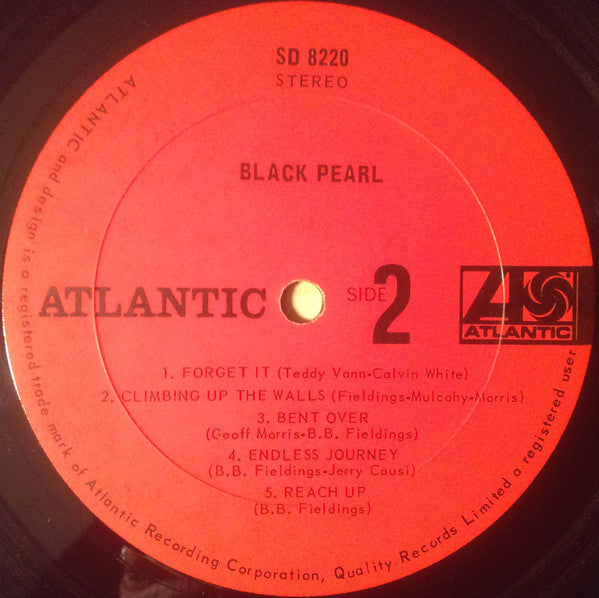 SD 8220
STEREO
BLACK PEARL
ATLANTIC
SIDE 2
ATLANTIC
1. FORGET IT (Teddy Vann-Calvin White)
2. CLIMBING UP THE WALLS (Fieldings-Mulcahy-Morris)
3. BENT OVER
(Geoff Morris-B.B. Fieldings)
4. ENDLESS JOURNEY
(B.B. Fieldings-Jerry Causi)
5. REACH UP
(B.B. Fieldings)
ATLANTIC and design is a registered trade mark of Atlantic Recording Corporation, Quality Records Limited a registered user